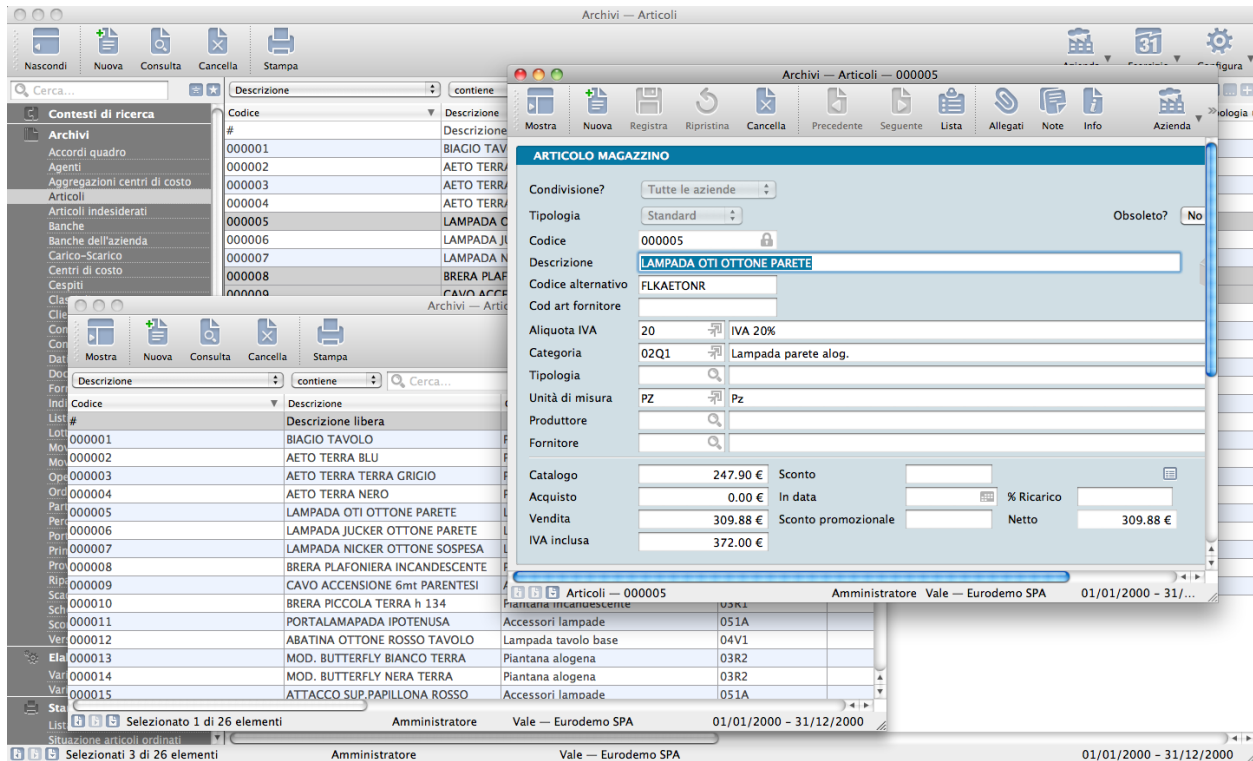 Archivi — Articoli
Nascondi Nuova Consulta Cancella Stampa
Cerca...
Descrizione contiene
Contesti di ricerca
Archivi
Accordi quadro
Agenti
Aggregazioni centri di costo
Articoli
Articoli indesiderati
Banche
Banche dell'azienda
Carico-Scarico
Centri di costo
Cespiti
Codice Descrizione
# Descrizione
000001 BIAGIO TAV
000002 AETO TERR
000003 AETO TERR
000004 AETO TERR
000005 LAMPADA O
000006 LAMPADA JU
000007 LAMPADA N
000008 BRERA PLAF
000009 CAVO ACCE
Archivi — Articoli — 000005
Mostra Nuova Registra Ripristina Cancella Precedente Seguente Lista Allegati Note Info Azienda
ARTICOLO MAGAZZINO
Condivisione? Tutte le aziende
Tipologia Standard Obsoleto? No
Codice 000005
Descrizione LAMPADA OTI OTTONE PARETE
Codice alternativo FLKAETONR
Cod art fornitore
Aliquota IVA 20 IVA 20%
Categoria 02Q1 Lampada parete alog.
Tipologia
Unità di misura PZ Pz
Produttore
Fornitore
Catalogo 247.90 € Sconto
Acquisto 0.00 € In data % Ricarico
Vendita 309.88 € Sconto promozionale Netto 309.88 €
IVA inclusa 372.00 €
Articoli — 000005 Amministratore Vale — Eurodemo SPA 01/01/2000 - 31/...
Archivi — Artic
Mostra Nuova Consulta Cancella Stampa
Descrizione contiene Cerca...
Codice Descrizione
# Descrizione libera
000001 BIAGIO TAVOLO
000002 AETO TERRA BLU
000003 AETO TERRA TERRA GRIGIO
000004 AETO TERRA NERO
000005 LAMPADA OTI OTTONE PARETE
000006 LAMPADA JUCKER OTTONE PARETE
000007 LAMPADA NICKER OTTONE SOSPESA
000008 BRERA PLAFONIERA INCANDESCENTE
000009 CAVO ACCENSIONE 6mt PARENTESI
000010 BRERA PICCOLA TERRA h 134 Piantana incandescente 03R1
000011 PORTALAMAPADA IPOTENUSA Accessori lampade 051A
000012 ABATINA OTTONE ROSSO TAVOLO Lampada tavolo base 04V1
000013 MOD. BUTTERFLY BIANCO TERRA Piantana alogena 03R2
000014 MOD. BUTTERFLY NERA TERRA Piantana alogena 03R2
000015 ATTACCO SUP.PAPILLONA ROSSO Accessori lampade 051A
Selezionato 1 di 26 elementi Amministratore Vale — Eurodemo SPA 01/01/2000 - 31/12/2000
Situazione articoli ordinati
Selezionati 3 di 26 elementi Amministratore Vale — Eurodemo SPA 01/01/2000 - 31/12/2000